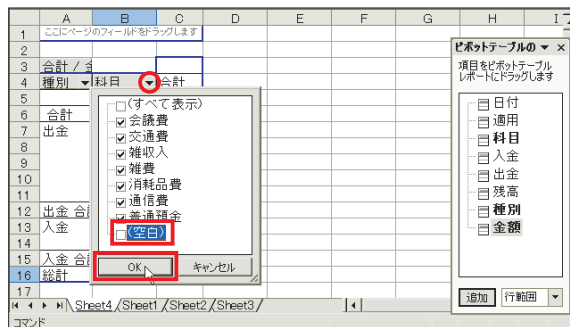 A B C D E F G H I
1 ここにページのフィールドをドラッグします
2
3 合計 /
4 種別 科目 合計
5
6 合計
7 出金
8
9
10
11
12 出金 合
13 入金
14
15 入金 合
16 総計
17
(すべて表示)
会議費
交通費
雑収入
雑費
消耗品費
通信費
普通預金
(空白)
OK キャンセル
ピボットテーブルの
項目をピボットテーブル
レポートにドラッグします
日付
適用
科目
入金
出金
残高
種別
金額
追加 行範囲
Sheet4 Sheet1 Sheet2 Sheet3
コマンド